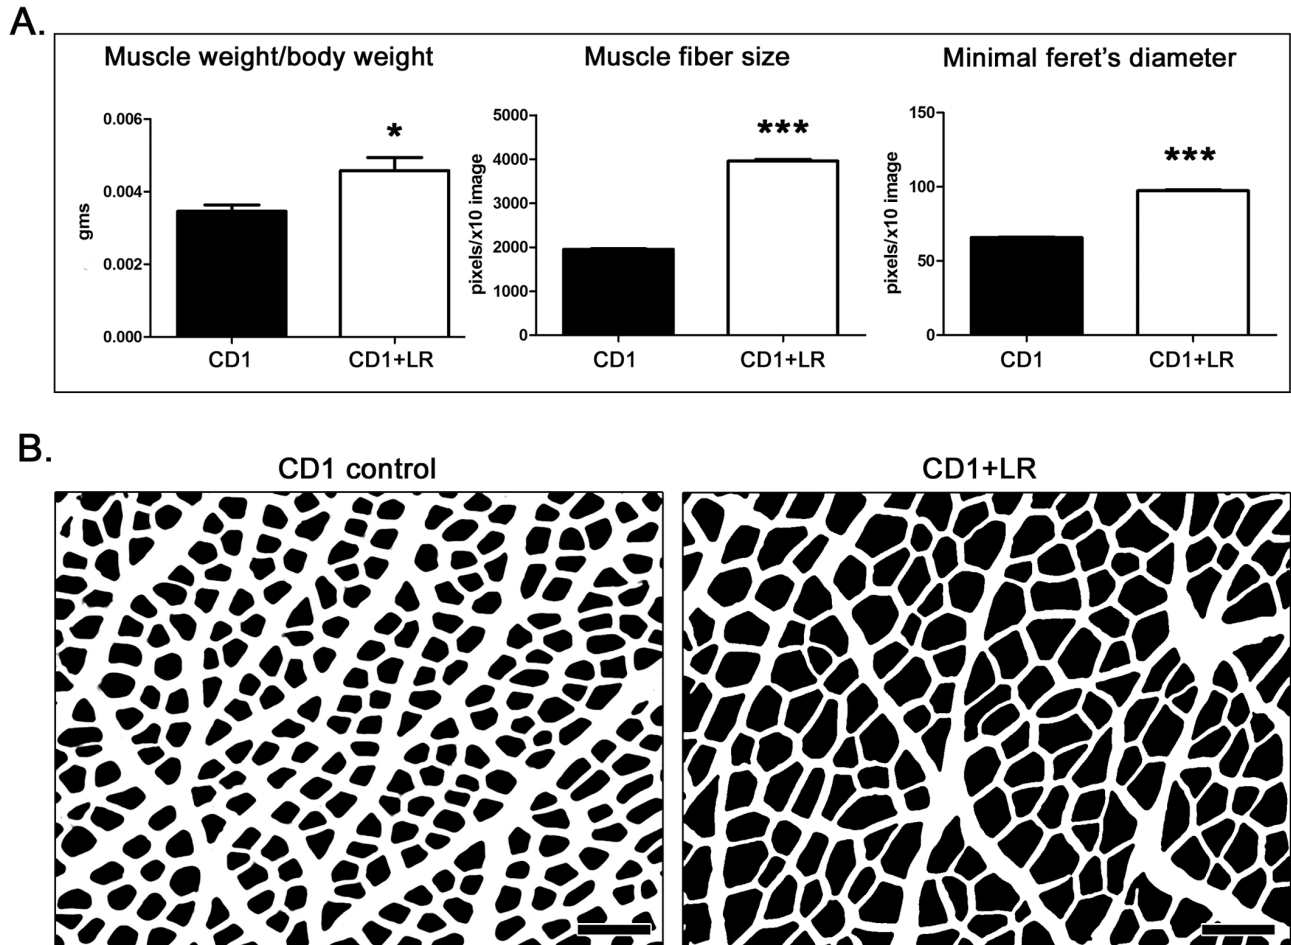 A.
Muscle weight/body weight
Muscle fiber size
Minimal feret's diameter
0.006
0.004
0.002
0.000
gms
*
CD1
CD1+LR
5000
4000
3000
2000
1000
0
pixels/x10 image
***
CD1
CD1+LR
150
100
50
0
pixels/x10 image
***
CD1
CD1+LR
B.
CD1 control
CD1+LR